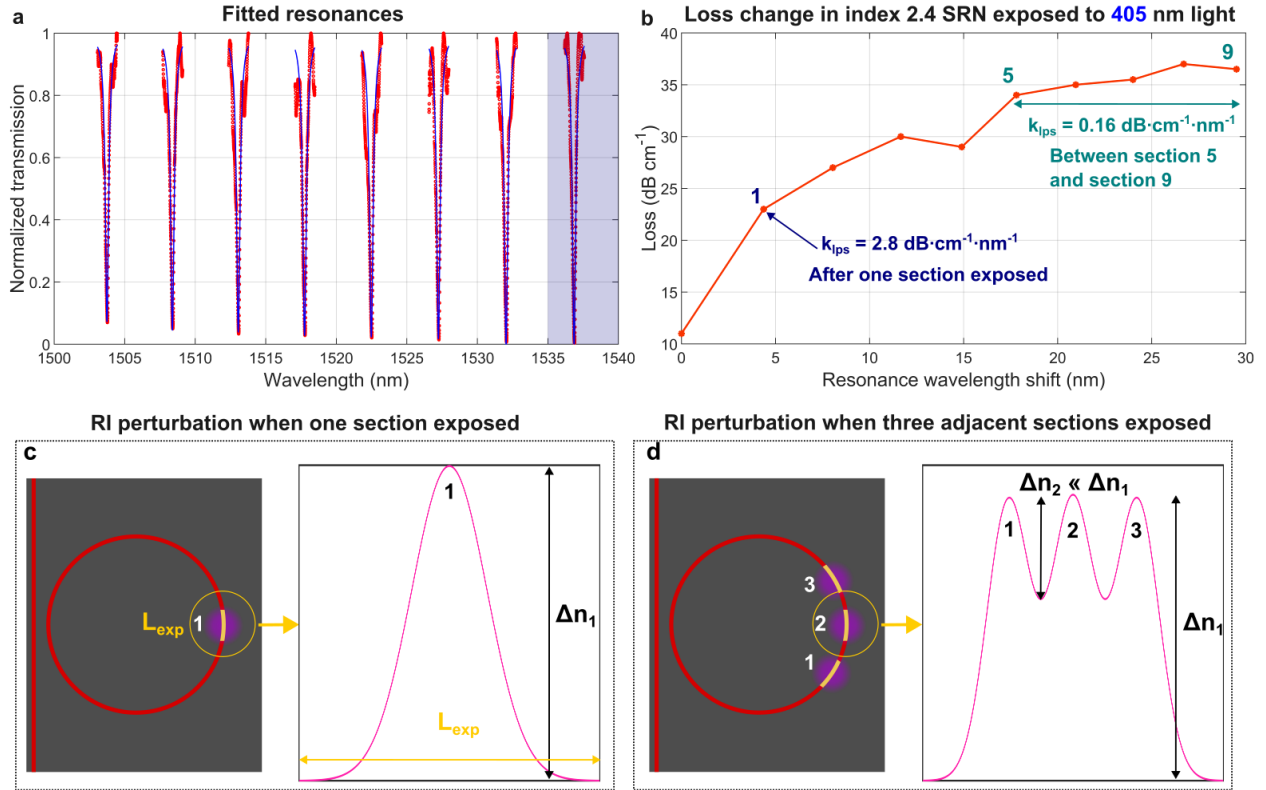 a
Fitted resonances
Normalized transmission
1
0.8
0.6
0.4
0.2
0
1500
1505
1510
1515
1520
1525
1530
1535
1540
Wavelength (nm)
b
Loss change in index 2.4 SRN exposed to 405 nm light
Loss (dB cm⁻¹)
40
35
30
25
20
15
10
0
5
10
15
20
25
30
Resonance wavelength shift (nm)
1
5
9
k_lps = 2.8 dB·cm⁻¹·nm⁻¹
After one section exposed
k_lps = 0.16 dB·cm⁻¹·nm⁻¹
Between section 5
and section 9
RI perturbation when one section exposed
c
L_exp
1
1
Δn₁
L_exp
RI perturbation when three adjacent sections exposed
d
3
2
1
Δn₂ ≪ Δn₁
1
2
3
Δn₁